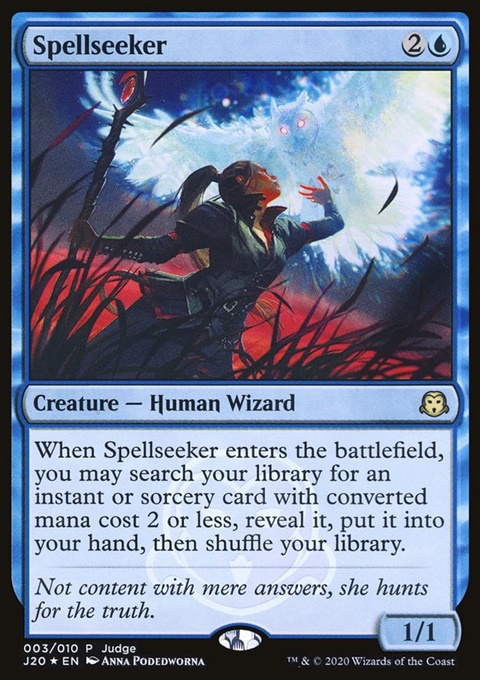 Spellseeker 2
Creature — Human Wizard
When Spellseeker enters the battlefield,
you may search your library for an
instant or sorcery card with converted
mana cost 2 or less, reveal it, put it into
your hand, then shuffle your library.
Not content with mere answers, she hunts
for the truth.
1/1
003/010 P Judge
J20 ★ EN Anna Podedworna
™ & © 2020 Wizards of the Coast